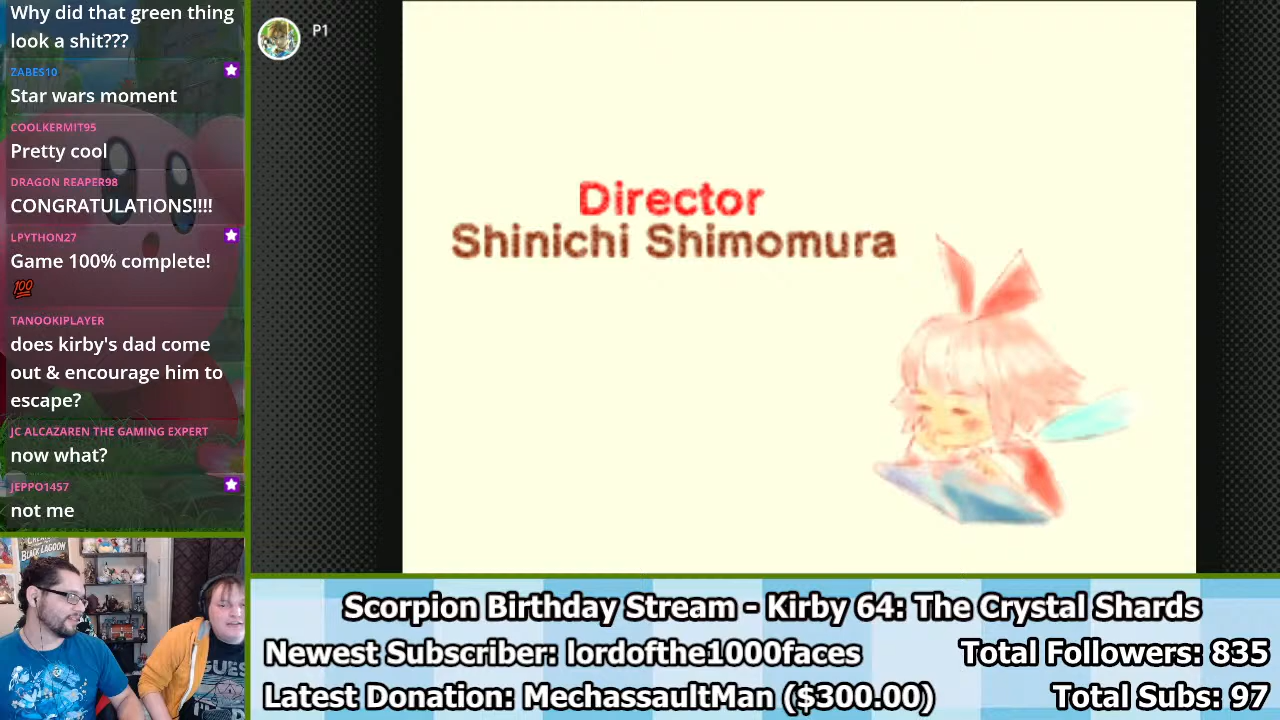 Why did that green thing
look a shit???
ZABES10
Star wars moment
COOLKERMIT95
Pretty cool
DRAGON REAPER98
CONGRATULATIONS!!!!
LPYTHON27
Game 100% complete!
💯
TANOOKIPLAYER
does kirby's dad come
out & encourage him to
escape?
JC ALCAZAREN THE GAMING EXPERT
now what?
JEPPO1457
not me
P1
Director
Shinichi Shimomura
BLACK LAGOON
GUES
Scorpion Birthday Stream - Kirby 64: The Crystal Shards
Newest Subscriber: lordofthe1000faces
Total Followers: 835
Latest Donation: MechassaultMan ($300.00)
Total Subs: 97